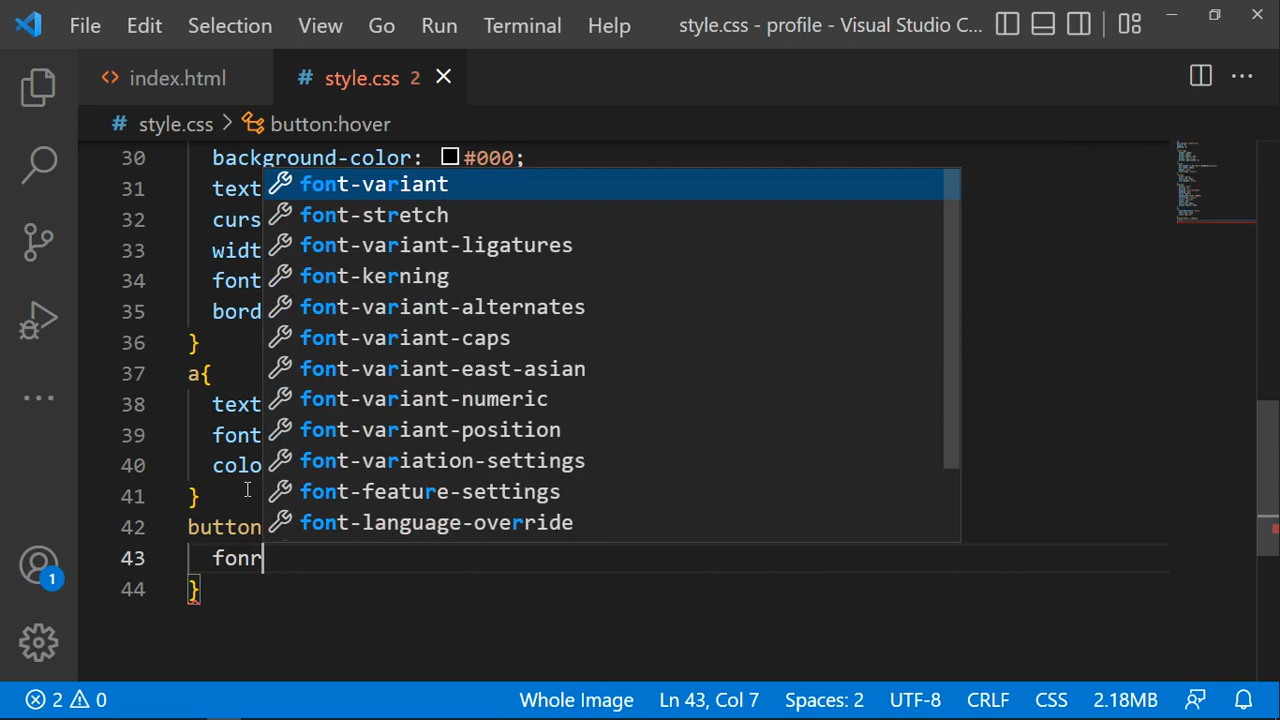 File Edit Selection View Go Run Terminal Help style.css - profile - Visual Studio C...
<> index.html # style.css 2
# style.css > button:hover
30 background-color: #000;
31 text
32 curs
33 widt
34 font
35 bord
36 }
37 a{
38 text
39 font
40 colo
41 }
42 button
43 fonr
44 }
font-variant
font-stretch
font-variant-ligatures
font-kerning
font-variant-alternates
font-variant-caps
font-variant-east-asian
font-variant-numeric
font-variant-position
font-variation-settings
font-feature-settings
font-language-override
1
2 0 Whole Image Ln 43, Col 7 Spaces: 2 UTF-8 CRLF CSS 2.18MB